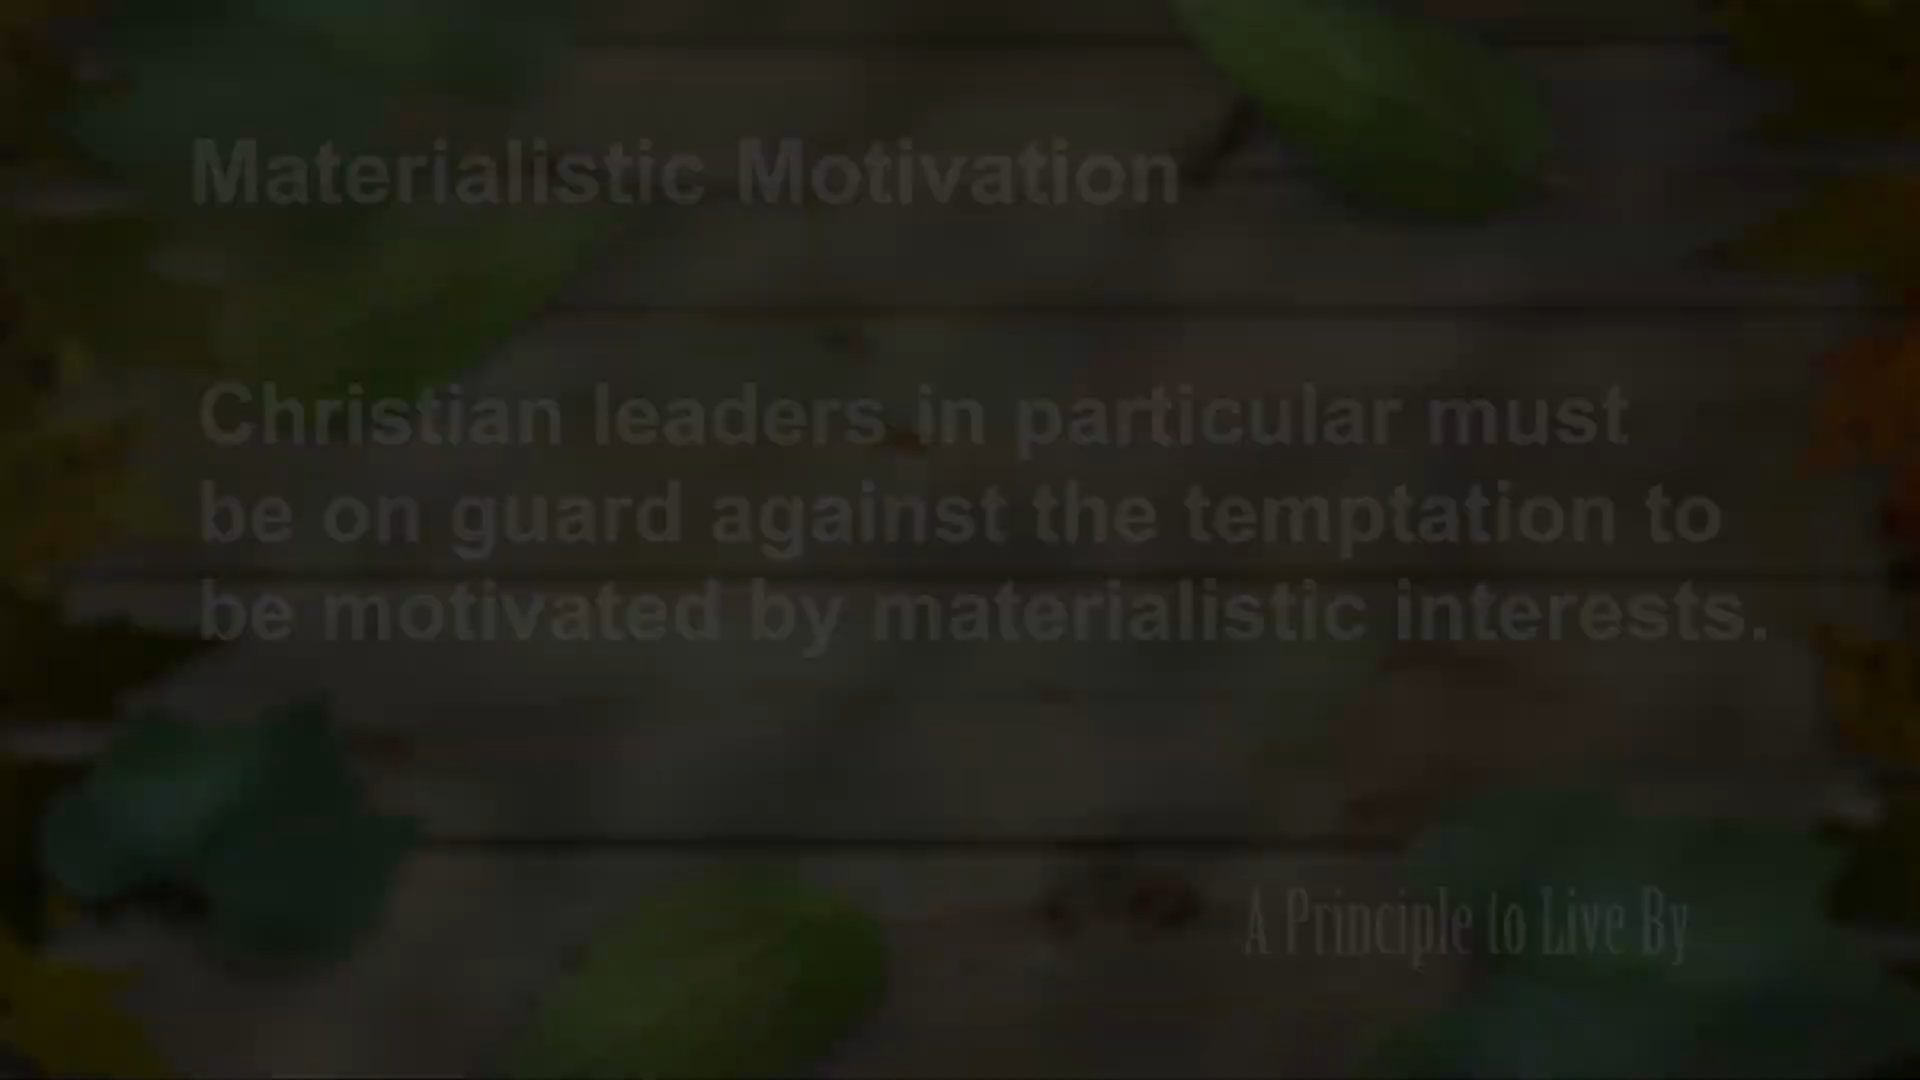 Materialistic Motivation
Christian leaders in particular must
be on guard against the temptation to
be motivated by materialistic interests.
A Principle to Live By